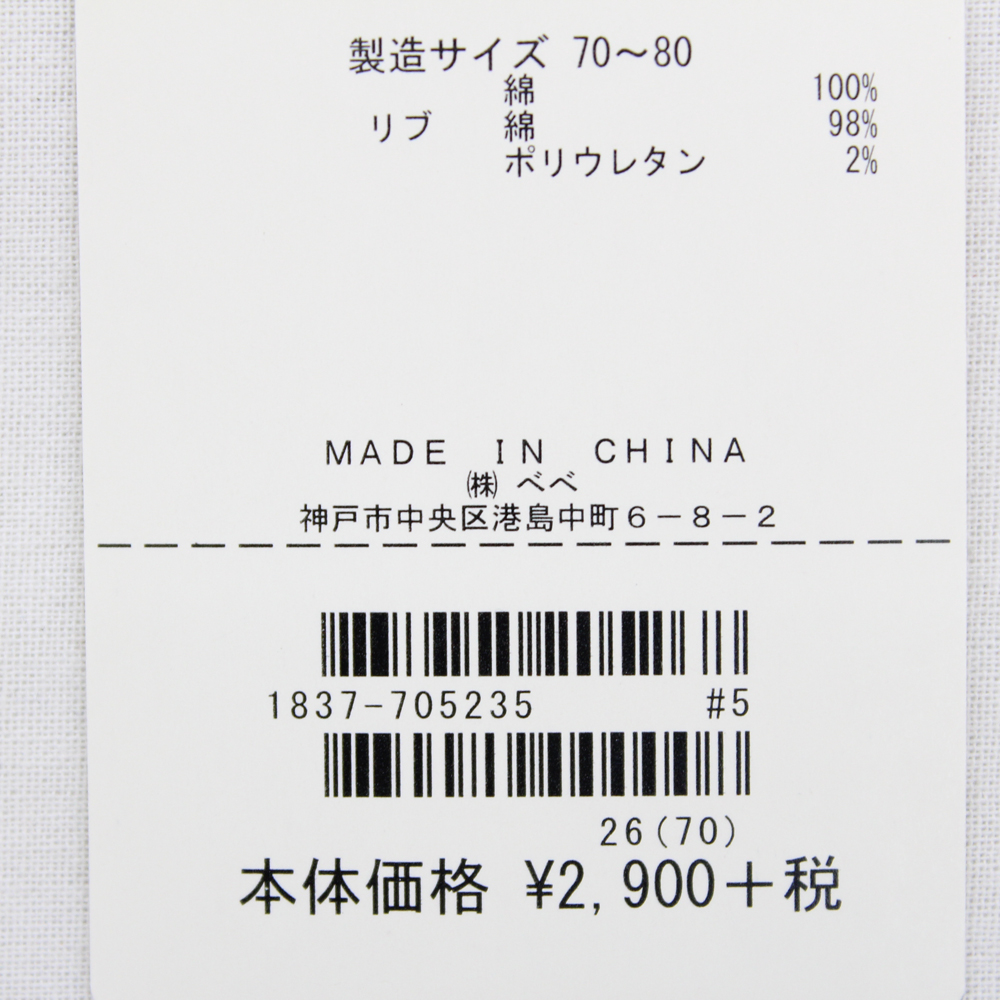 製造サイズ 70～80
綿 100%
リブ 綿 98%
ポリウレタン 2%
MADE IN CHINA
㈱ べべ
神戸市中央区港島中町6－8－2
1837-705235 #5
26(70)
本体価格 ¥2,900＋税